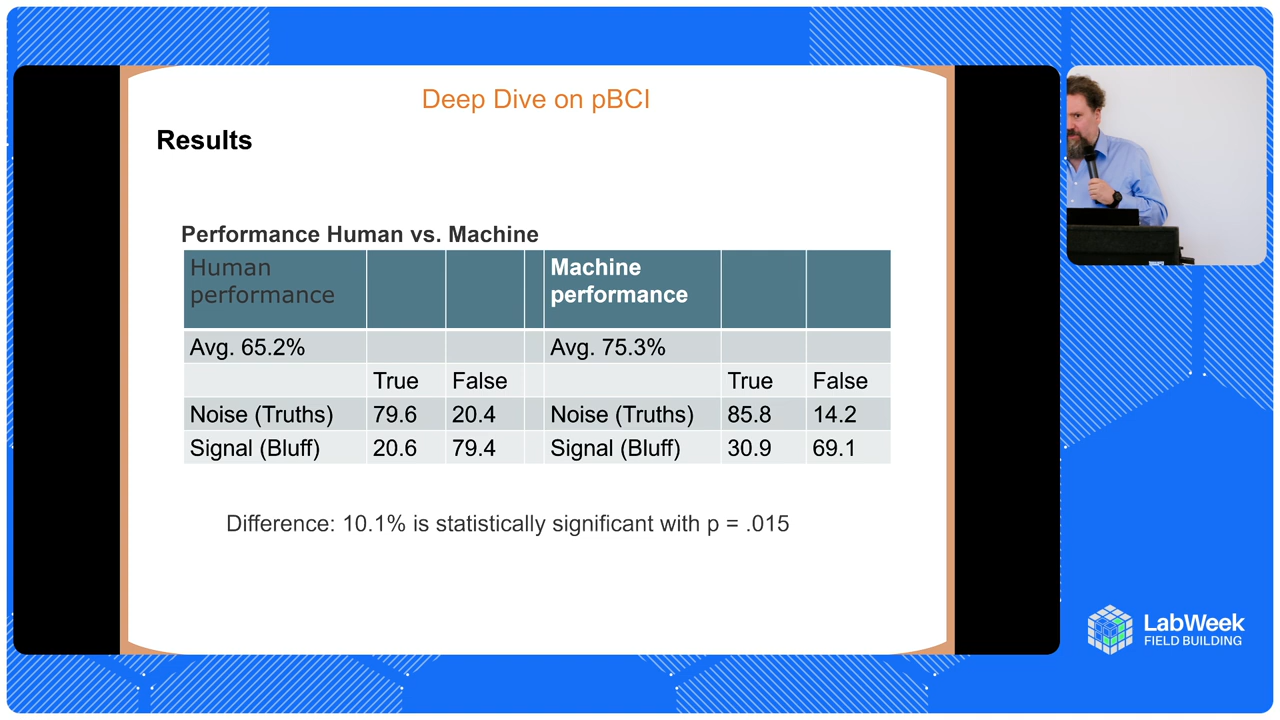 Deep Dive on pBCI
Results
Performance Human vs. Machine
Human performance Machine performance
Avg. 65.2% Avg. 75.3%
True False True False
Noise (Truths) 79.6 20.4 Noise (Truths) 85.8 14.2
Signal (Bluff) 20.6 79.4 Signal (Bluff) 30.9 69.1
Difference: 10.1% is statistically significant with p = .015
LabWeek
FIELD BUILDING